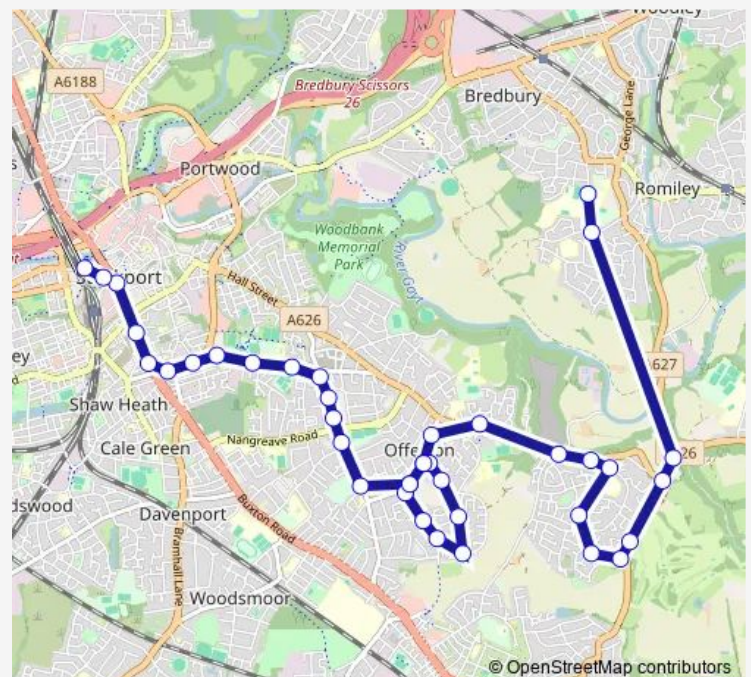 Woodley
A6188
Bredbury Scissors
26
Bredbury
George Lane
Portwood
Romiley
Woodbank
Memorial
Park
River Goyt
Hall Street
A626
627
Shaw Heath
Nangreave Road
Offerton
26
Cale Green
dswood
Davenport
Buxton Road
Bramhall Lane
Woodsmoor
© OpenStreetMap contributors